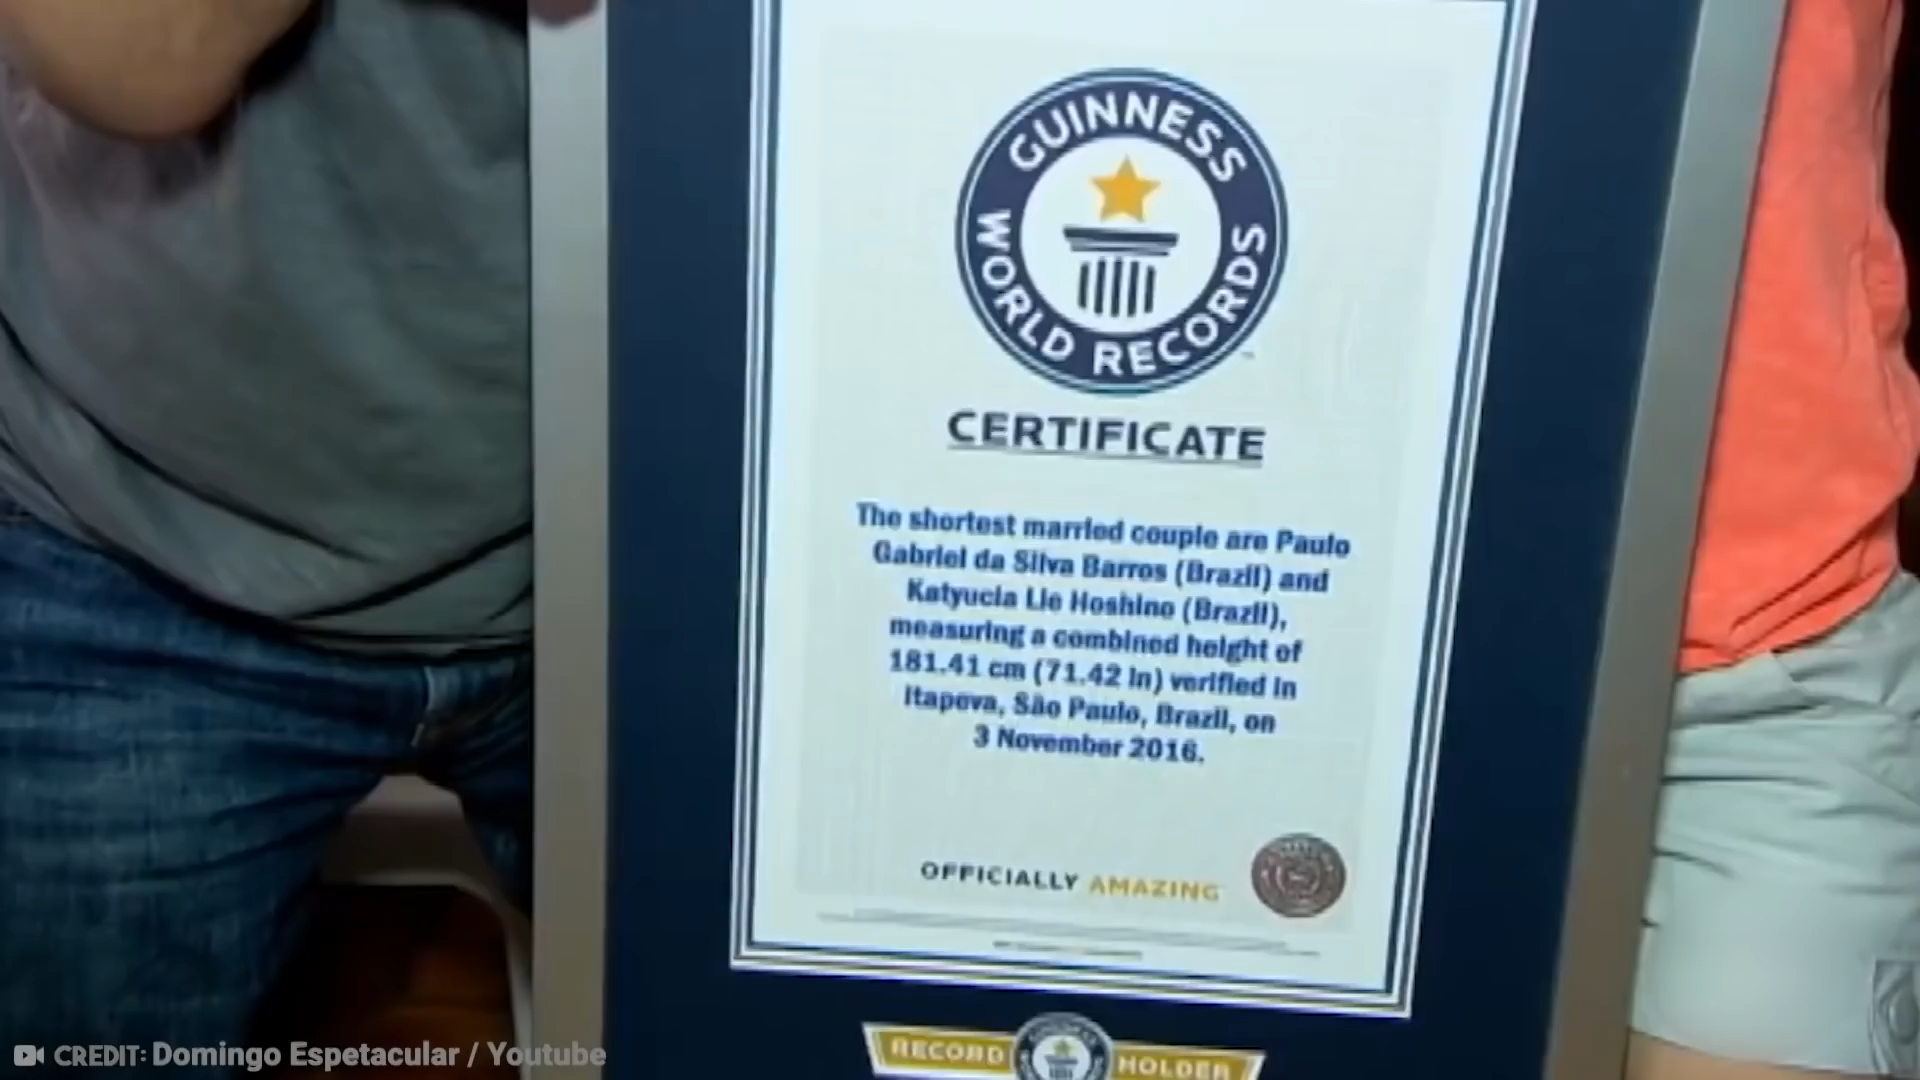 GUINNESS
WORLD RECORDS
CERTIFICATE
The shortest married couple are Paulo
Gabriel da Silva Barros (Brazil) and
Katyucia Lie Hoshino (Brazil),
measuring a combined height of
181.41 cm (71.42 in) verified in
Itapeva, São Paulo, Brazil, on
3 November 2016.
OFFICIALLY AMAZING
RECORD HOLDER
CREDIT: Domingo Espetacular / Youtube